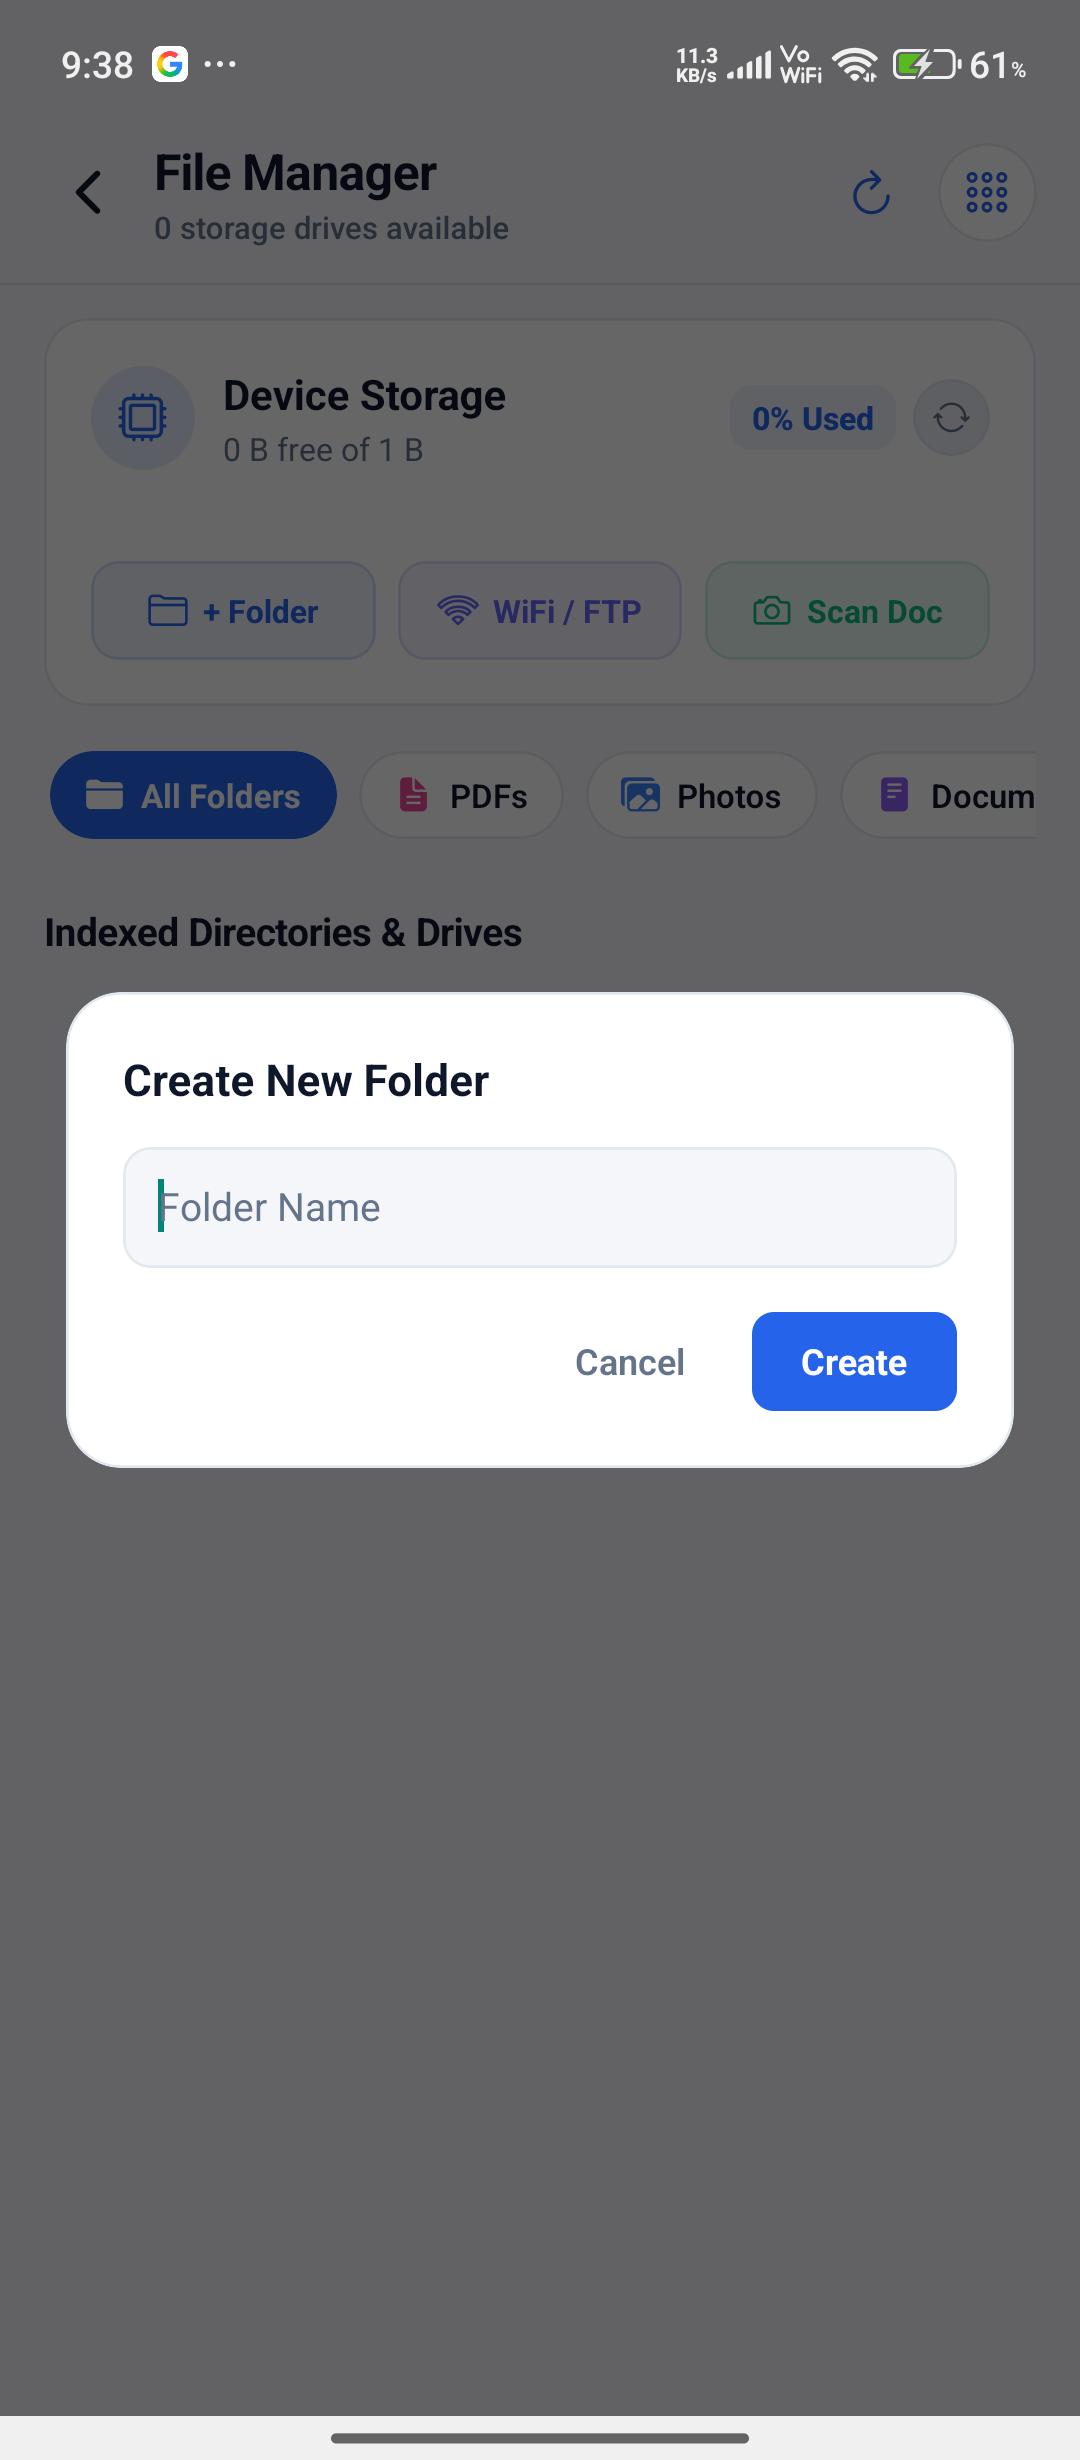 9:38
11.3 KB/s
Vo WiFi
61%
File Manager
0 storage drives available
Device Storage
0 B free of 1 B
0% Used
+ Folder
WiFi / FTP
Scan Doc
All Folders
PDFs
Photos
Docum
Indexed Directories & Drives
Create New Folder
Folder Name
Cancel
Create